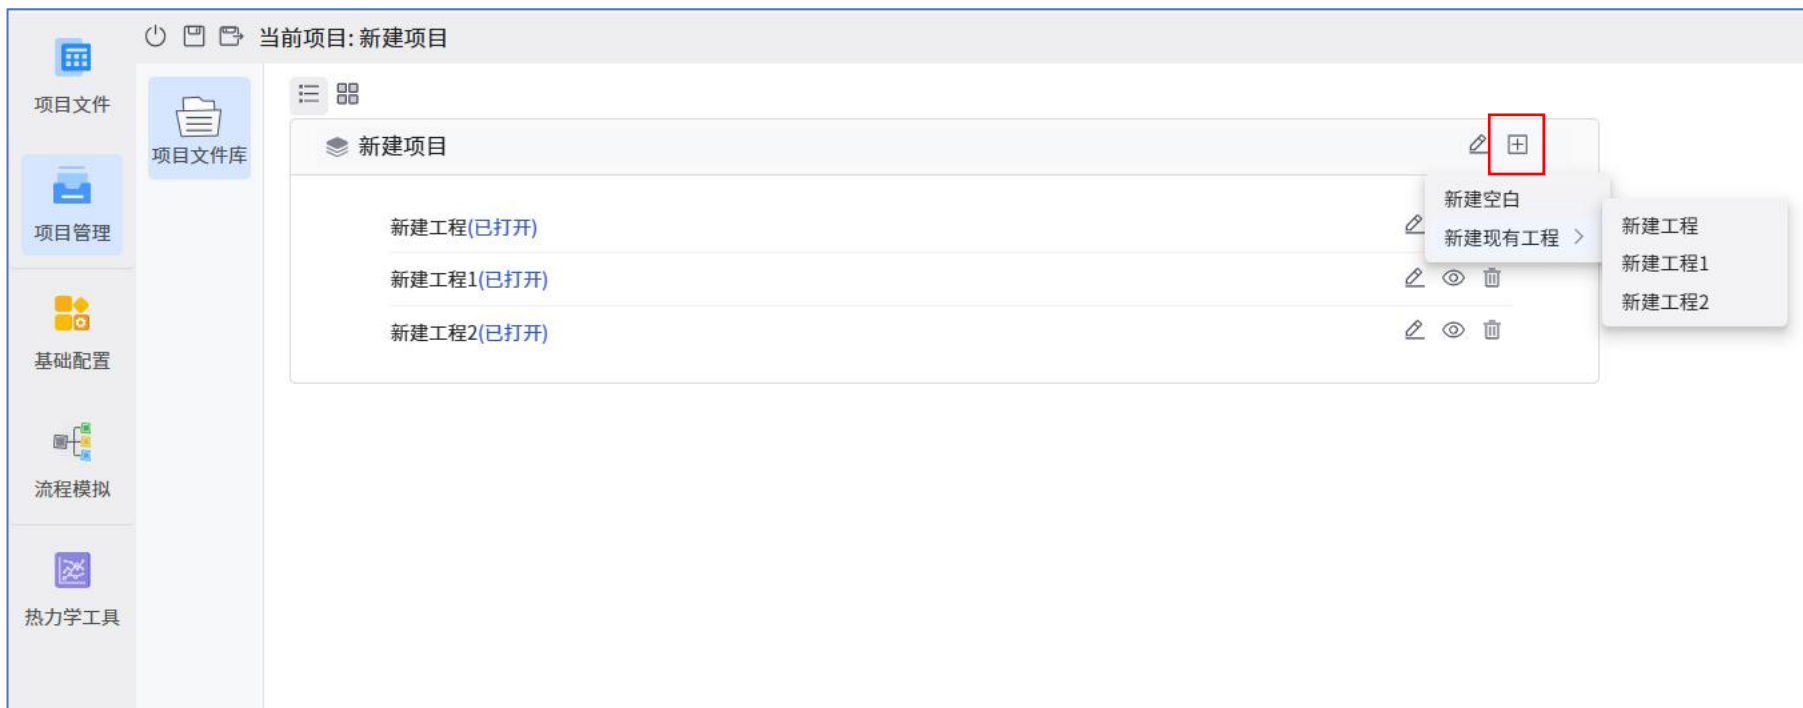 当前项目: 新建项目
项目文件
项目管理
基础配置
流程模拟
热力学工具
项目文件库
新建项目
新建工程(已打开)
新建工程1(已打开)
新建工程2(已打开)
新建空白
新建现有工程
新建工程
新建工程1
新建工程2